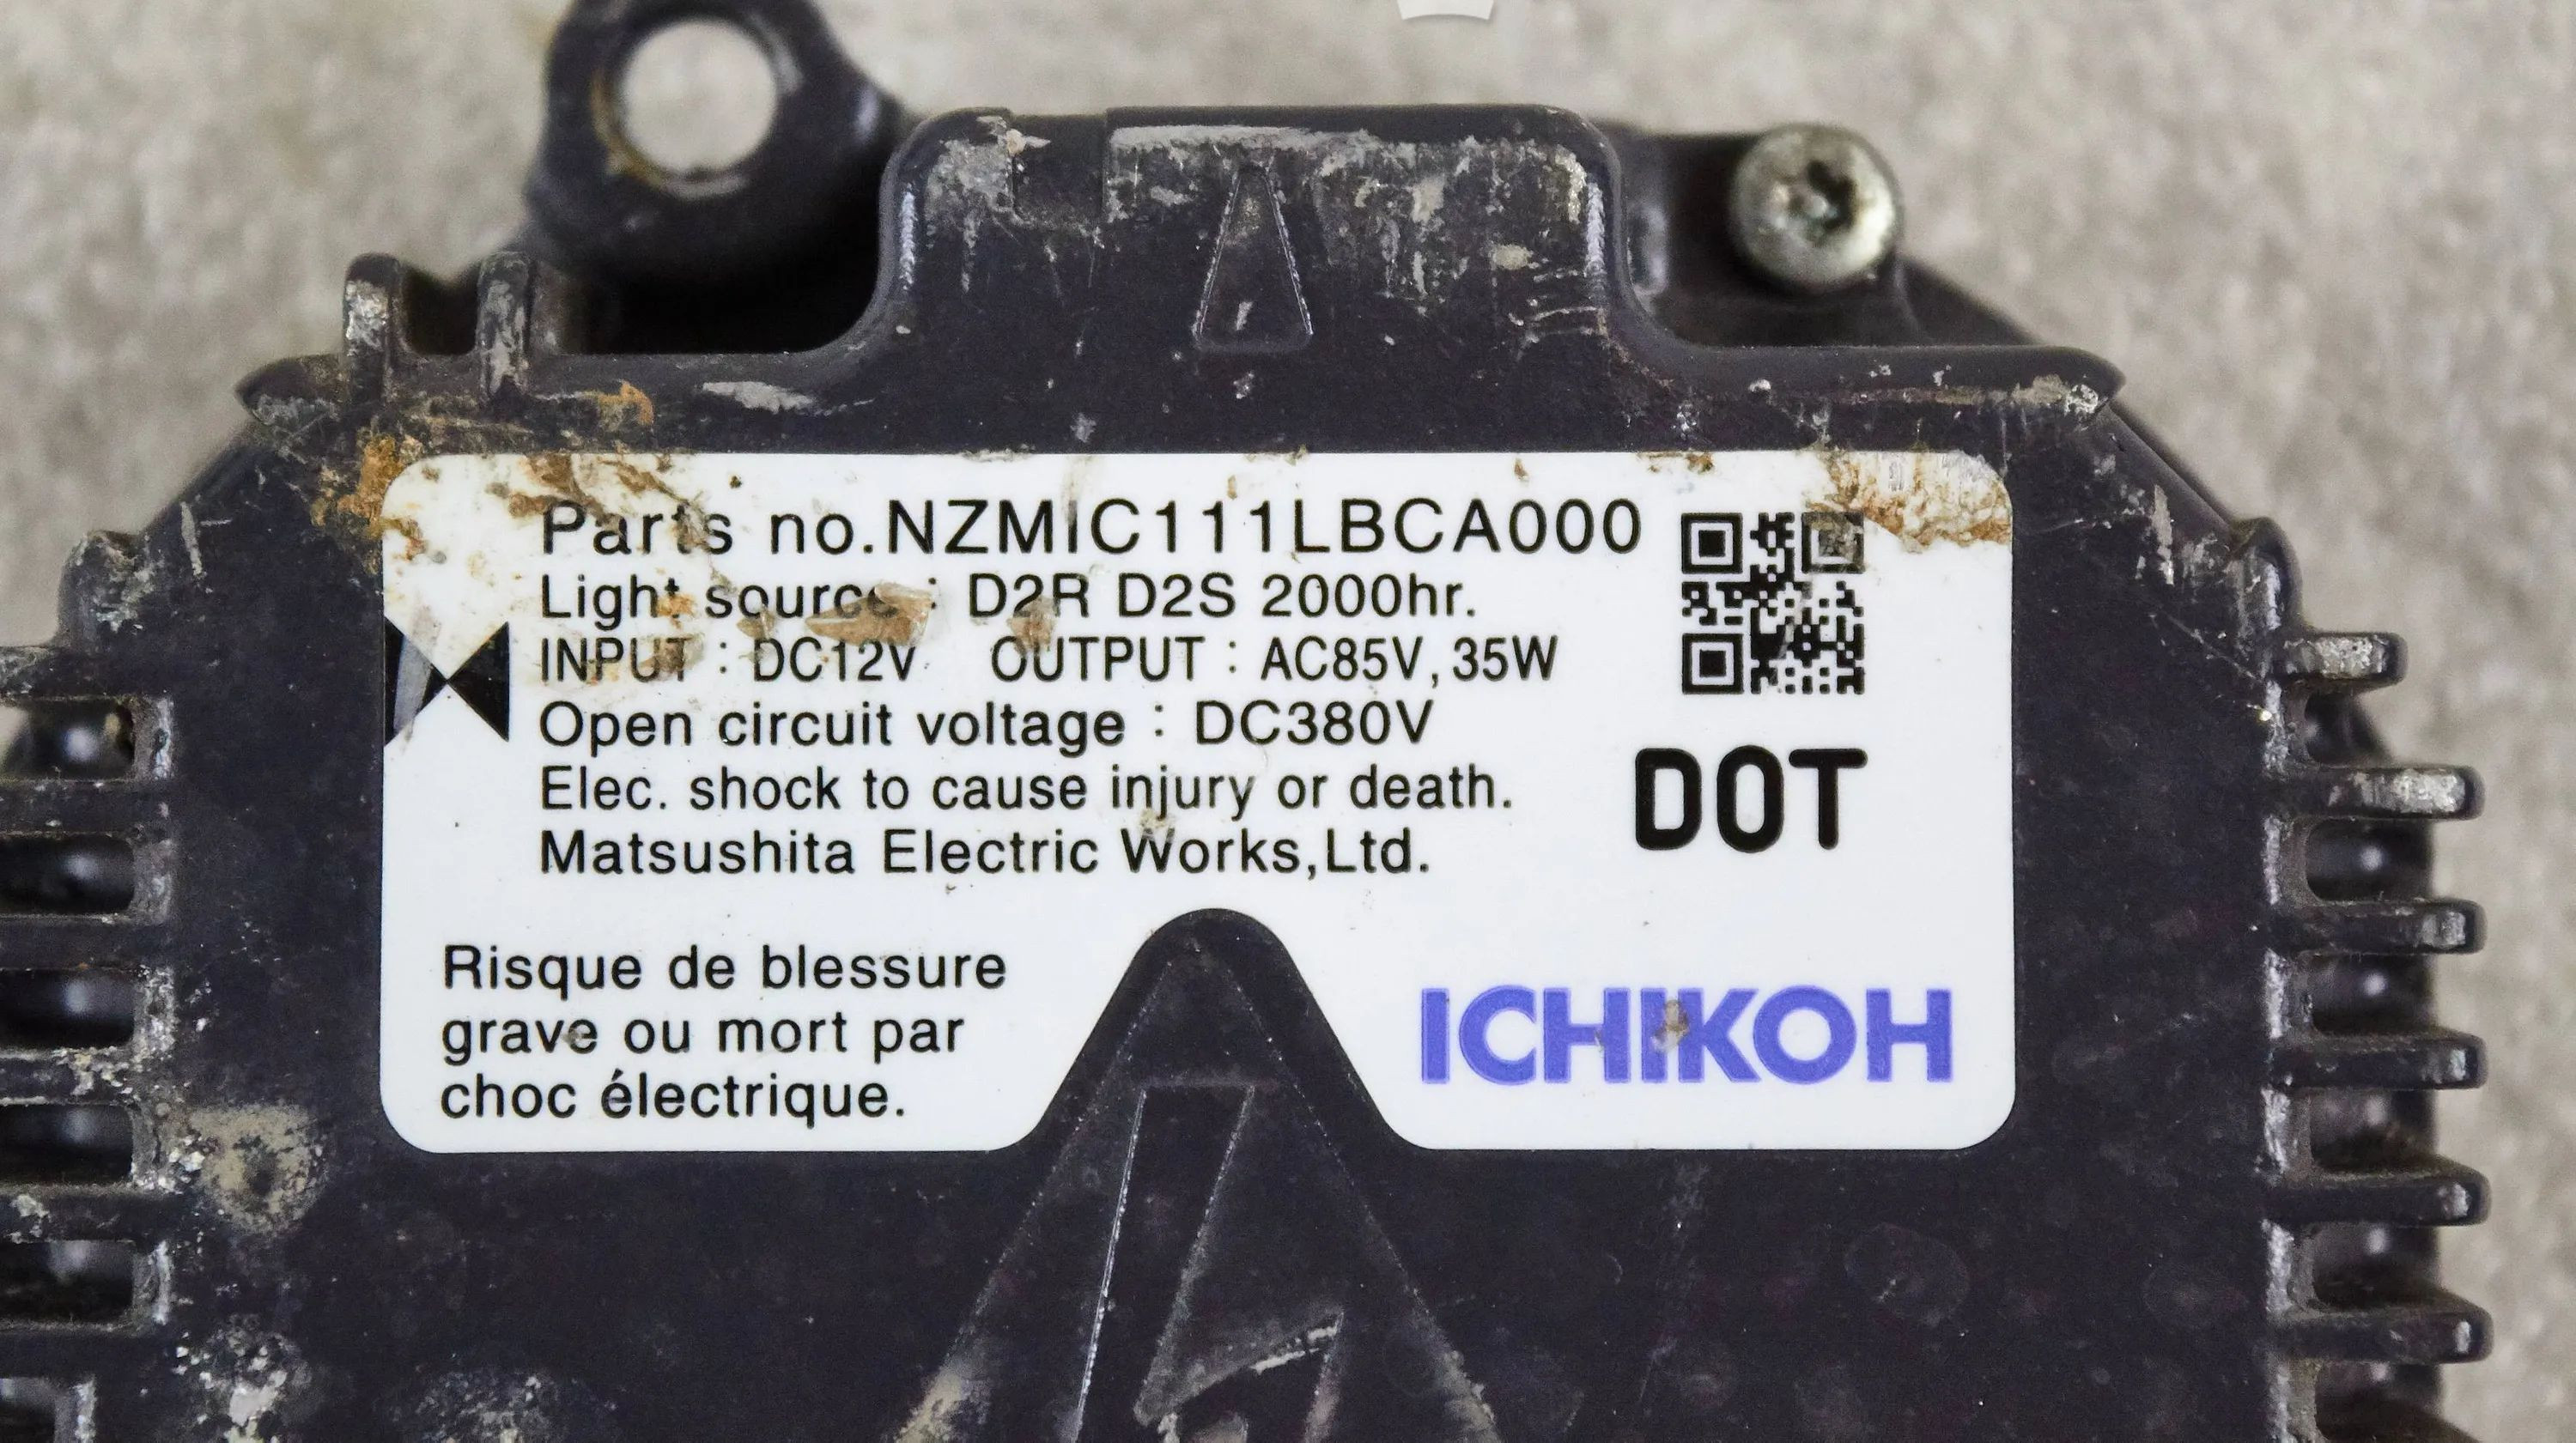 Parts no.NZMIC111LBCA000
Light source : D2R D2S 2000hr.
INPUT : DC12V OUTPUT : AC85V,35W
Open circuit voltage : DC380V
Elec. shock to cause injury or death.
Matsushita Electric Works,Ltd.
DOT
Risque de blessure
grave ou mort par
choc électrique.
ICHIKOH